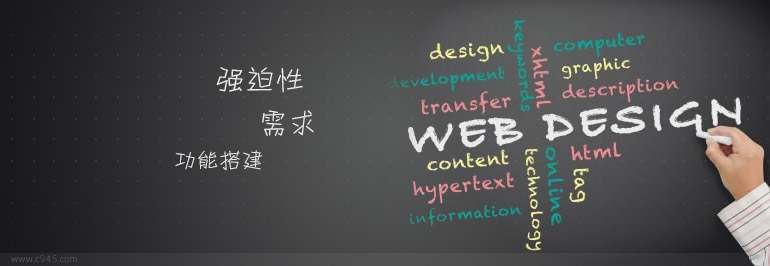 强迫性
需求
功能搭建
design
keywords
xhtml
computer
graphic
development
description
transfer
WEB DESIGN
content
technology
online
html
tag
hypertext
information
www.c945.com